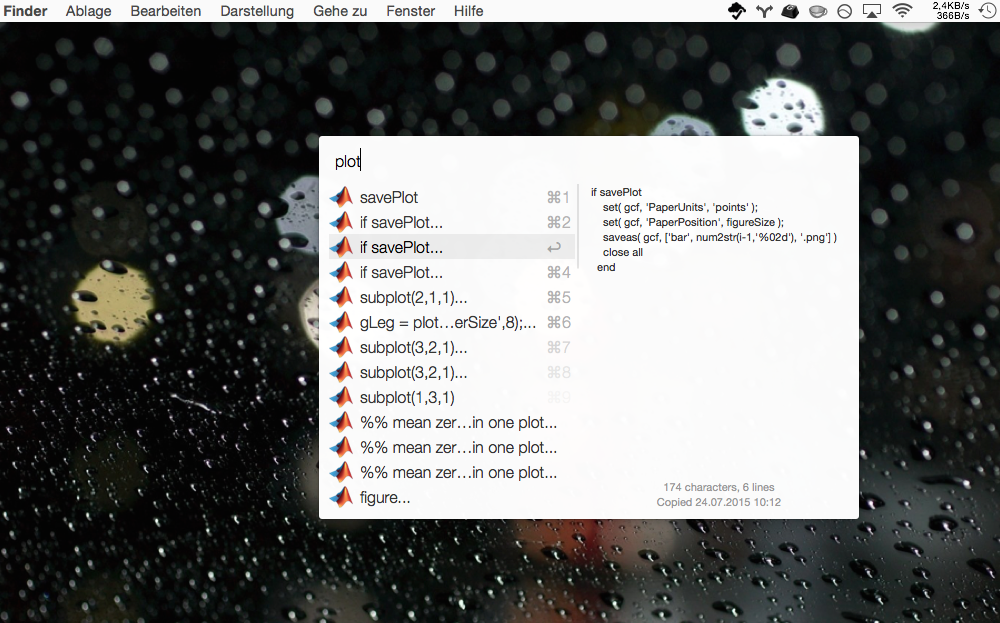 Finder Ablage Bearbeiten Darstellung Gehe zu Fenster Hilfe 2,4KB/s
366B/s
plot
savePlot ⌘1
if savePlot... ⌘2
if savePlot... ↩
if savePlot... ⌘4
subplot(2,1,1)... ⌘5
gLeg = plot…erSize',8);... ⌘6
subplot(3,2,1)... ⌘7
subplot(3,2,1)... ⌘8
subplot(1,3,1) ⌘9
%% mean zer…in one plot...
%% mean zer…in one plot...
%% mean zer…in one plot...
figure...
if savePlot
set( gcf, 'PaperUnits', 'points' );
set( gcf, 'PaperPosition', figureSize );
saveas( gcf, ['bar', num2str(i-1,'%02d'), '.png'] )
close all
end
174 characters, 6 lines
Copied 24.07.2015 10:12